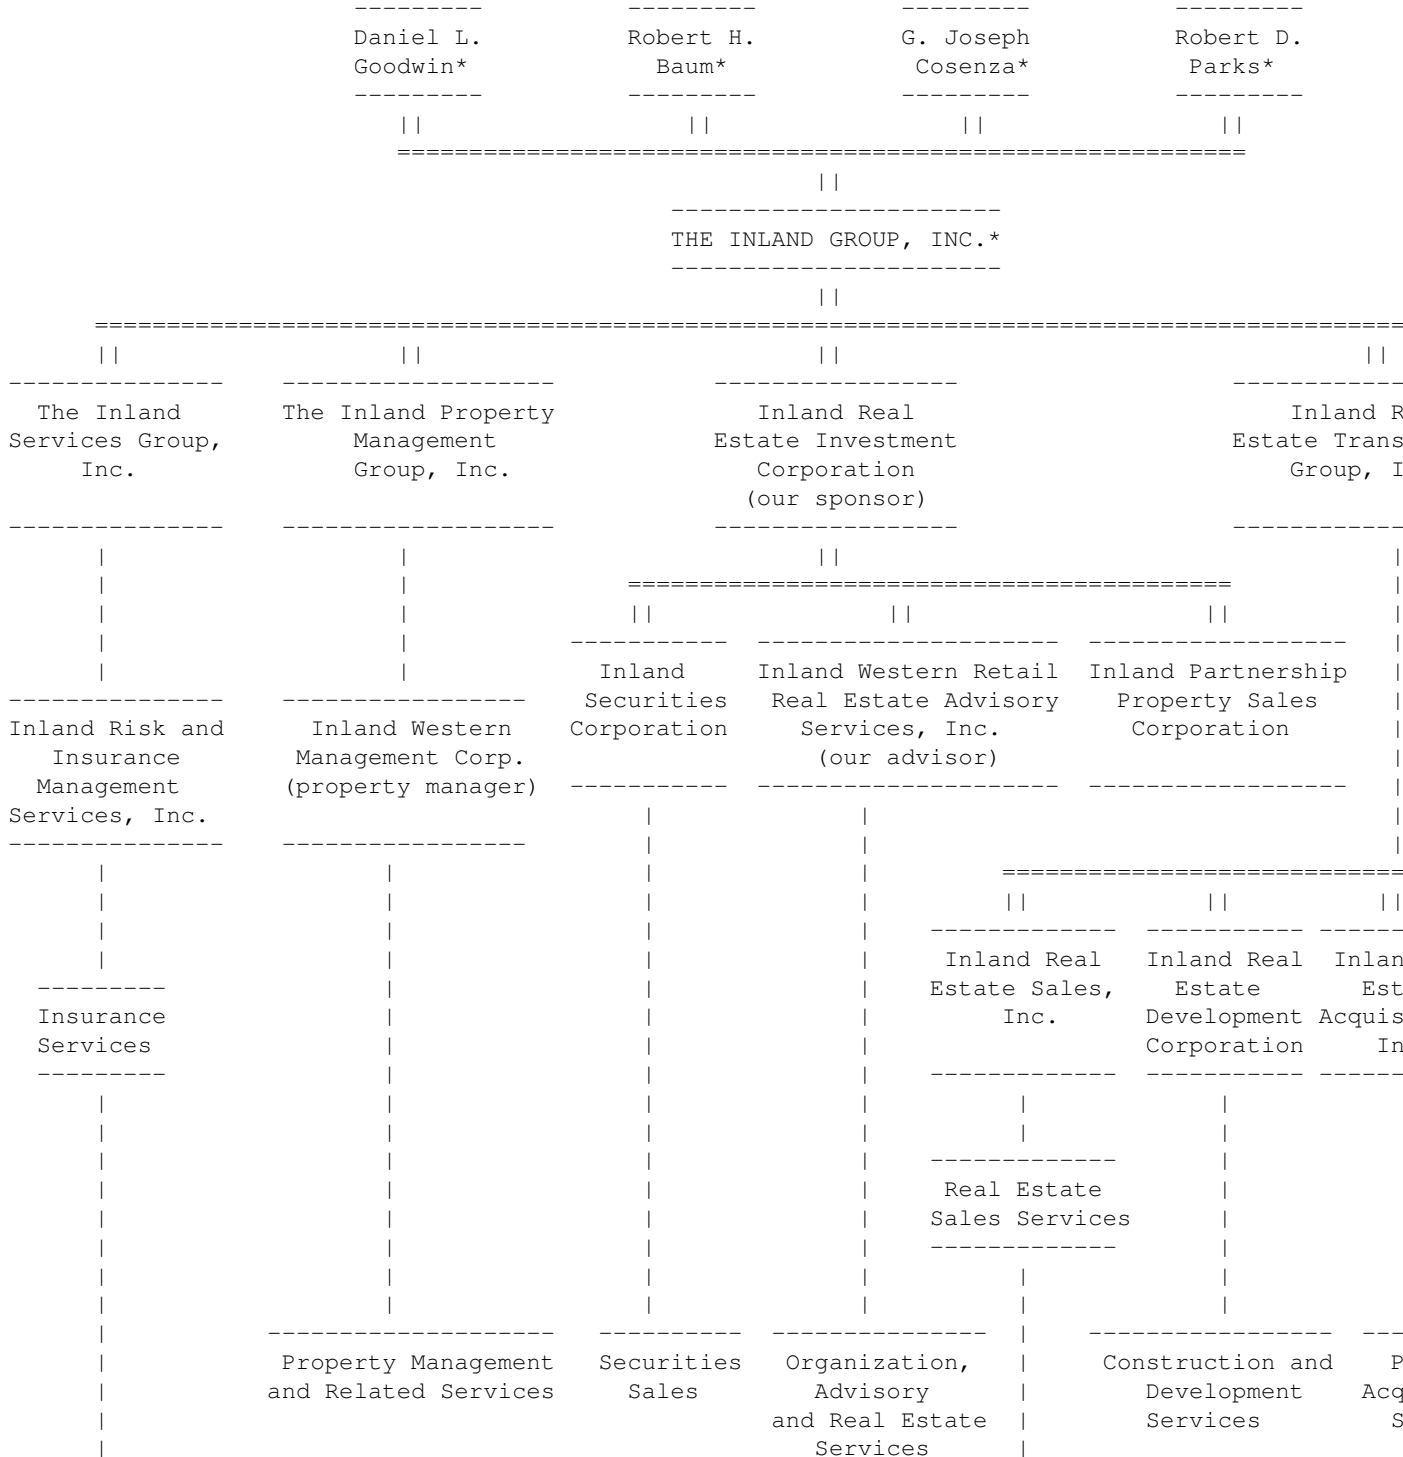 Daniel L. Robert H. G. Joseph Robert D.
Goodwin* Baum* Cosenza* Parks*
THE INLAND GROUP, INC.*
The Inland The Inland Property Inland Real Inland
Services Group, Management Estate Investment Estate
Inc. Group, Inc. Corporation Group,
(our sponsor)
Inland Inland Western Retail Inland Partnership
Securities Real Estate Advisory Property Sales
Inland Risk and Inland Western Corporation Services, Inc. Corporation
Insurance Management Corp. (our advisor)
Management (property manager)
Services, Inc.
Inland Real Inland Real
Estate Sales, Estate
Insurance Inc. Development
Services Corporation
Real Estate
Sales Services
Property Management Securities Organization, Construction and
and Related Services Sales Advisory Development
and Real Estate Services
Services